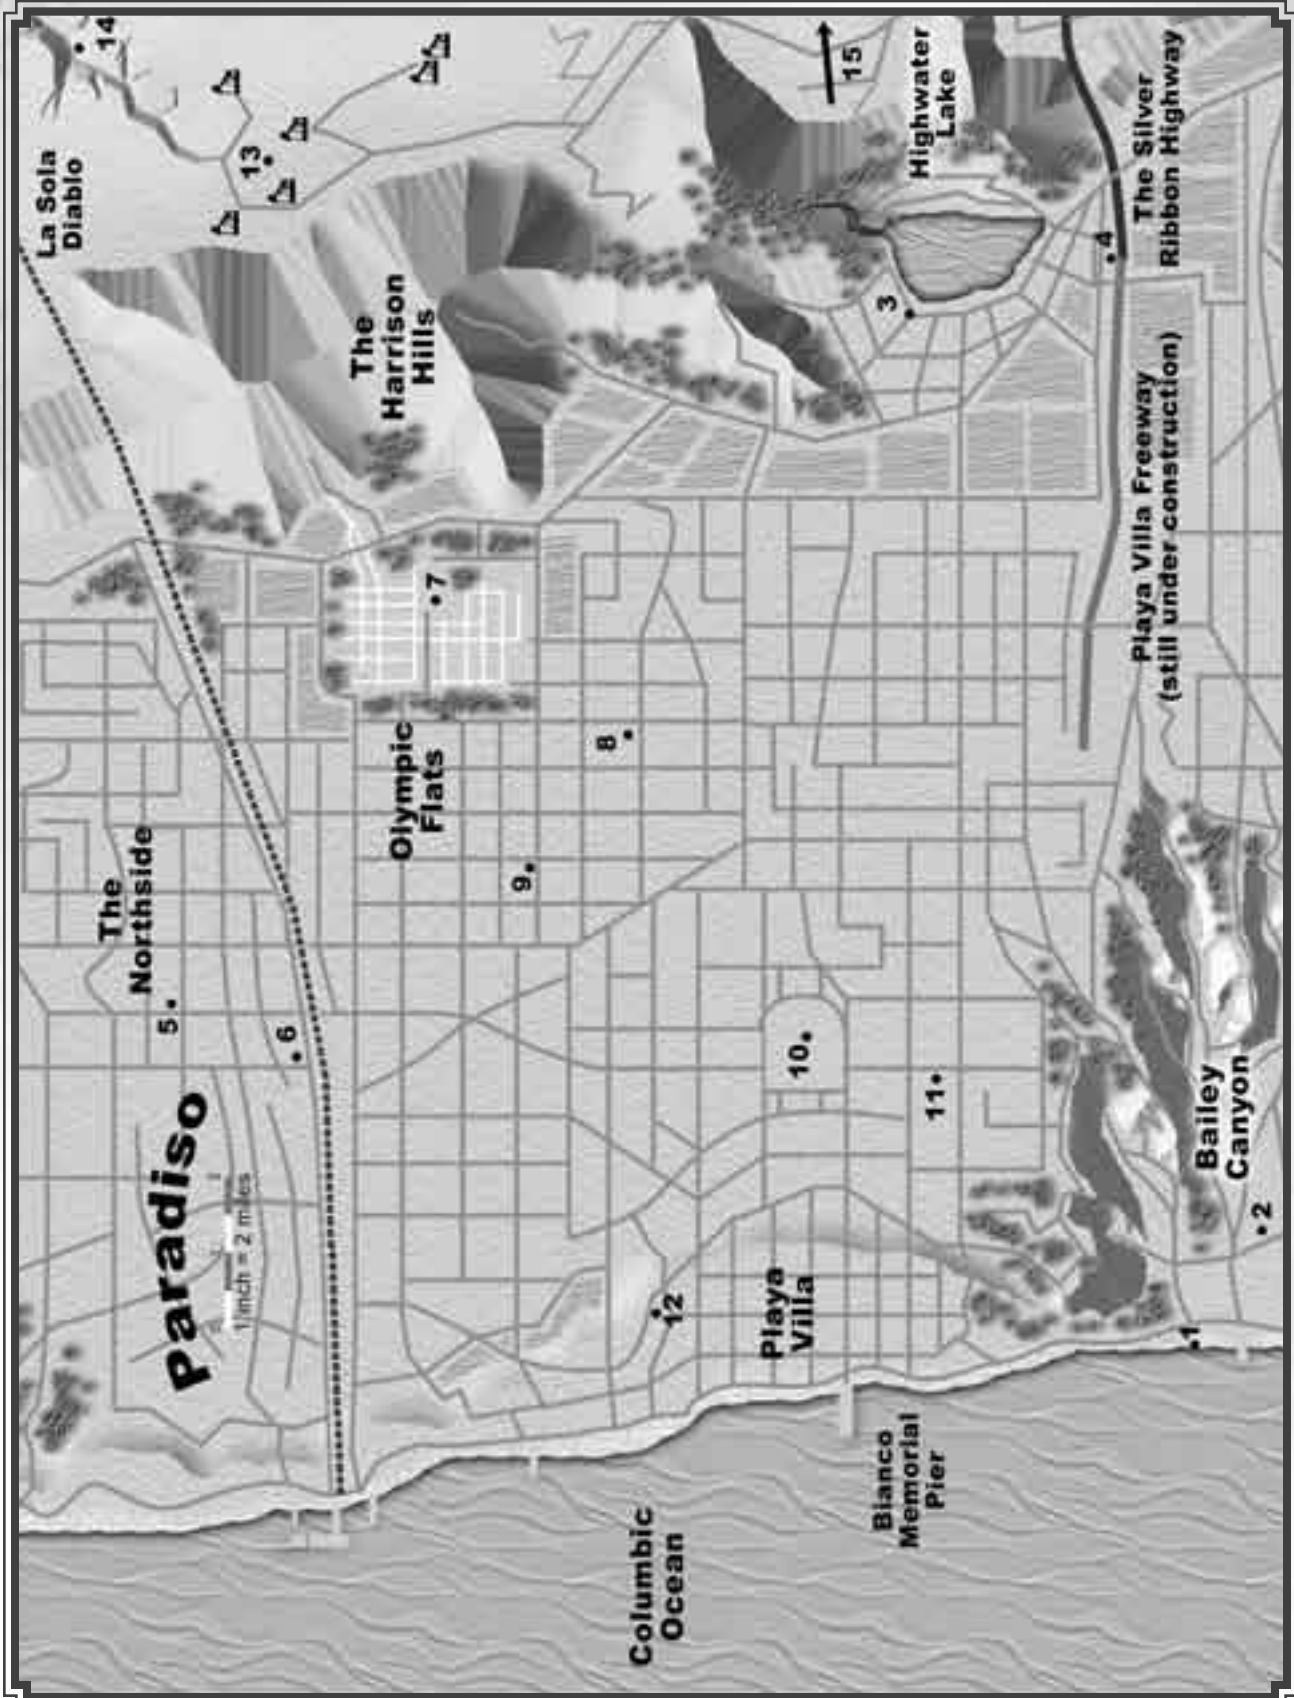 Paradiso
1 inch = 2 miles
The
Northside
5
6
La Sola
Diablo
14
13
The
Harrison
Hills
Olympic
Flats
7
8
9
15
Highwater
Lake
3
4
The Silver
Ribbon Highway
Playa Villa Freeway
(still under construction)
10
11
12
Playa
Villa
Bailey
Canyon
2
1
Bianco
Memorial
Pier
Columbic
Ocean